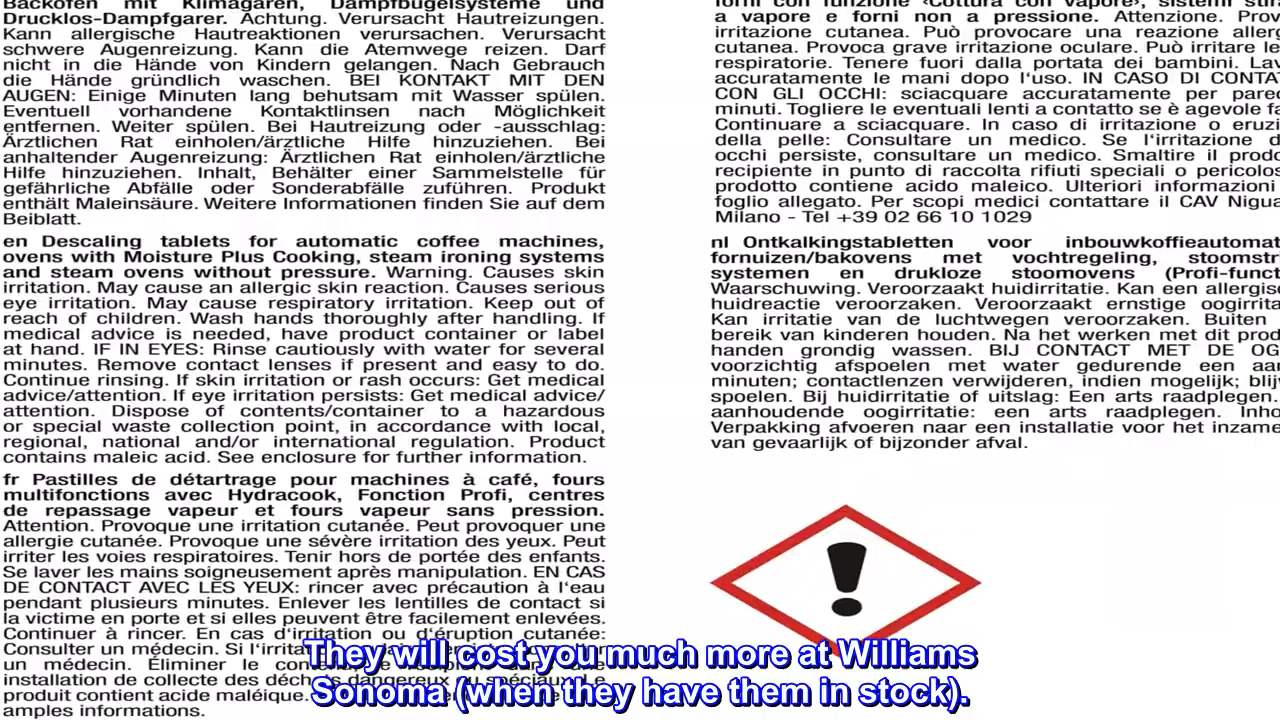 Backöfen mit Klimagaren, Dampfbügelsysteme und
Drucklos-Dampfgarer. Achtung. Verursacht Hautreizungen.
Kann allergische Hautreaktionen verursachen. Verursacht
schwere Augenreizung. Kann die Atemwege reizen. Darf
nicht in die Hände von Kindern gelangen. Nach Gebrauch
die Hände gründlich waschen. BEI KONTAKT MIT DEN
AUGEN: Einige Minuten lang behutsam mit Wasser spülen.
Eventuell vorhandene Kontaktlinsen nach Möglichkeit
entfernen. Weiter spülen. Bei Hautreizung oder -ausschlag:
Ärztlichen Rat einholen/ärztliche Hilfe hinzuziehen. Bei
anhaltender Augenreizung: Ärztlichen Rat einholen/ärztliche
Hilfe hinzuziehen. Inhalt, Behälter einer Sammelstelle für
gefährliche Abfälle oder Sonderabfälle zuführen. Produkt
enthält Maleinsäure. Weitere Informationen finden Sie auf dem
Beiblatt.
en Descaling tablets for automatic coffee machines,
ovens with Moisture Plus Cooking, steam ironing systems
and steam ovens without pressure. Warning. Causes skin
irritation. May cause an allergic skin reaction. Causes serious
eye irritation. May cause respiratory irritation. Keep out of
reach of children. Wash hands thoroughly after handling. If
medical advice is needed, have product container or label
at hand. IF IN EYES: Rinse cautiously with water for several
minutes. Remove contact lenses if present and easy to do.
Continue rinsing. If skin irritation or rash occurs: Get medical
advice/attention. If eye irritation persists: Get medical advice/
attention. Dispose of contents/container to a hazardous
or special waste collection point, in accordance with local,
regional, national and/or international regulation. Product
contains maleic acid. See enclosure for further information.
fr Pastilles de détartrage pour machines à café, fours
multifonctions avec Hydracook, Fonction Profi, centres
de repassage vapeur et fours vapeur sans pression.
Attention. Provoque une irritation cutanée. Peut provoquer une
allergie cutanée. Provoque une sévère irritation des yeux. Peut
irriter les voies respiratoires. Tenir hors de portée des enfants.
Se laver les mains soigneusement après manipulation. EN CAS
DE CONTACT AVEC LES YEUX: rincer avec précaution à l‘eau
pendant plusieurs minutes. Enlever les lentilles de contact si
la victime en porte et si elles peuvent être facilement enlevées.
Continuer à rincer. En cas d‘irritation ou d‘éruption cutanée:
Consulter un médecin. Si
un médecin. Éliminer le
installation de collecte des
produit contient acide maléique.
amples informations.
forni con funzione ‹Cottura con vapore›, sistemi
a vapore e forni non a pressione. Attenzione.
irritazione cutanea. Può provocare una reazione
cutanea. Provoca grave irritazione oculare. Può irritare
respiratorie. Tenere fuori dalla portata dei bambini.
accuratamente le mani dopo l‘uso. IN CASO DI
CON GLI OCCHI: sciacquare accuratamente per
minuti. Togliere le eventuali lenti a contatto se è agevole
Continuare a sciacquare. In caso di irritazione o
della pelle: Consultare un medico. Se l‘irritazione
occhi persiste, consultare un medico. Smaltire il
recipiente in punto di raccolta rifiuti speciali o
prodotto contiene acido maleico. Ulteriori informazioni
foglio allegato. Per scopi medici contattare il CAV
Milano - Tel +39 02 66 10 1029
nl Ontkalkingstabletten voor
fornuizen/bakovens met vochtregeling,
systemen en drukloze stoomovens
Waarschuwing. Veroorzaakt huidirritatie. Kan een
huidreactie veroorzaken. Veroorzaakt ernstige
Kan irritatie van de luchtwegen veroorzaken. Buiten
bereik van kinderen houden. Na het werken met dit
handen grondig wassen. BIJ CONTACT MET DE
voorzichtig afspoelen met water gedurende een
minuten; contactlenzen verwijderen, indien mogelijk;
spoelen. Bij huidirritatie of uitslag: Een arts raadplegen.
aanhoudende oogirritatie: een arts raadplegen.
Verpakking afvoeren naar een installatie voor het
van gevaarlijk of bijzonder afval.
They will cost you much more at Williams
Sonoma (when they have them in stock).